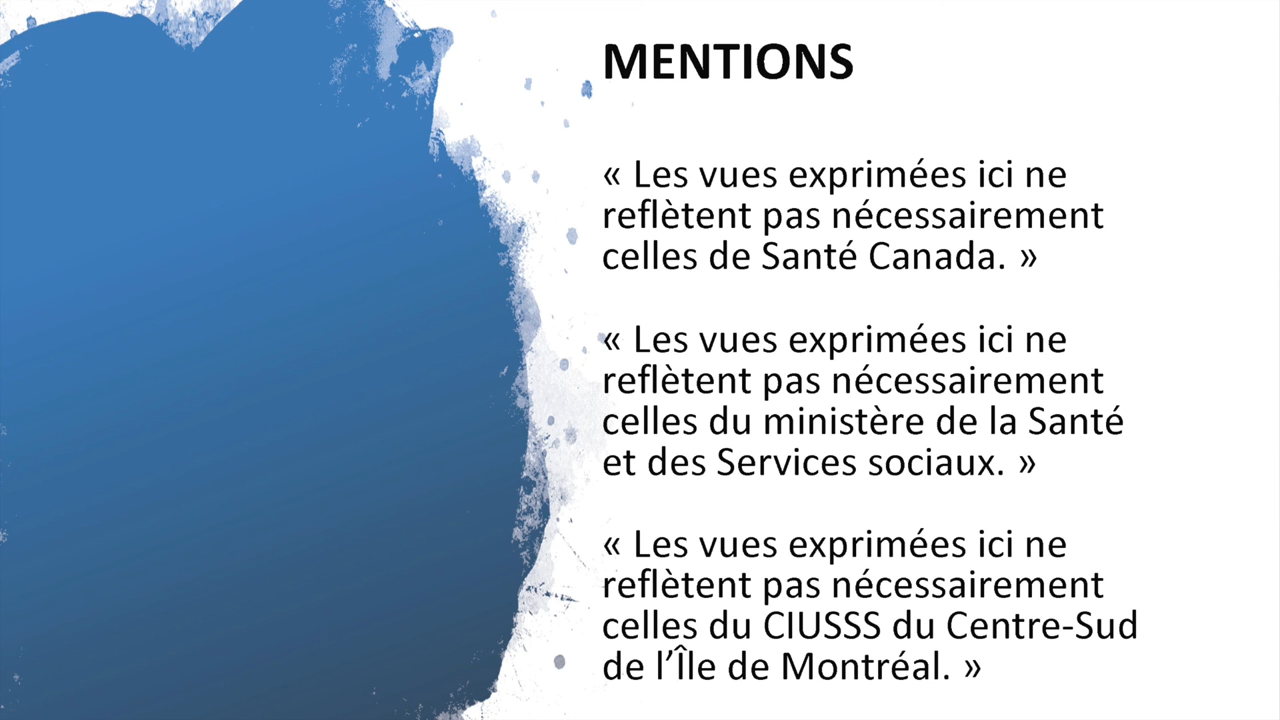 MENTIONS
« Les vues exprimées ici ne
reflètent pas nécessairement
celles de Santé Canada. »
« Les vues exprimées ici ne
reflètent pas nécessairement
celles du ministère de la Santé
et des Services sociaux. »
« Les vues exprimées ici ne
reflètent pas nécessairement
celles du CIUSSS du Centre-Sud
de l’Île de Montréal. »